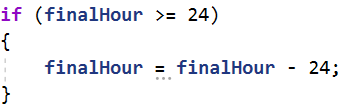 if (finalHour >= 24)
{
    finalHour = finalHour - 24;
}